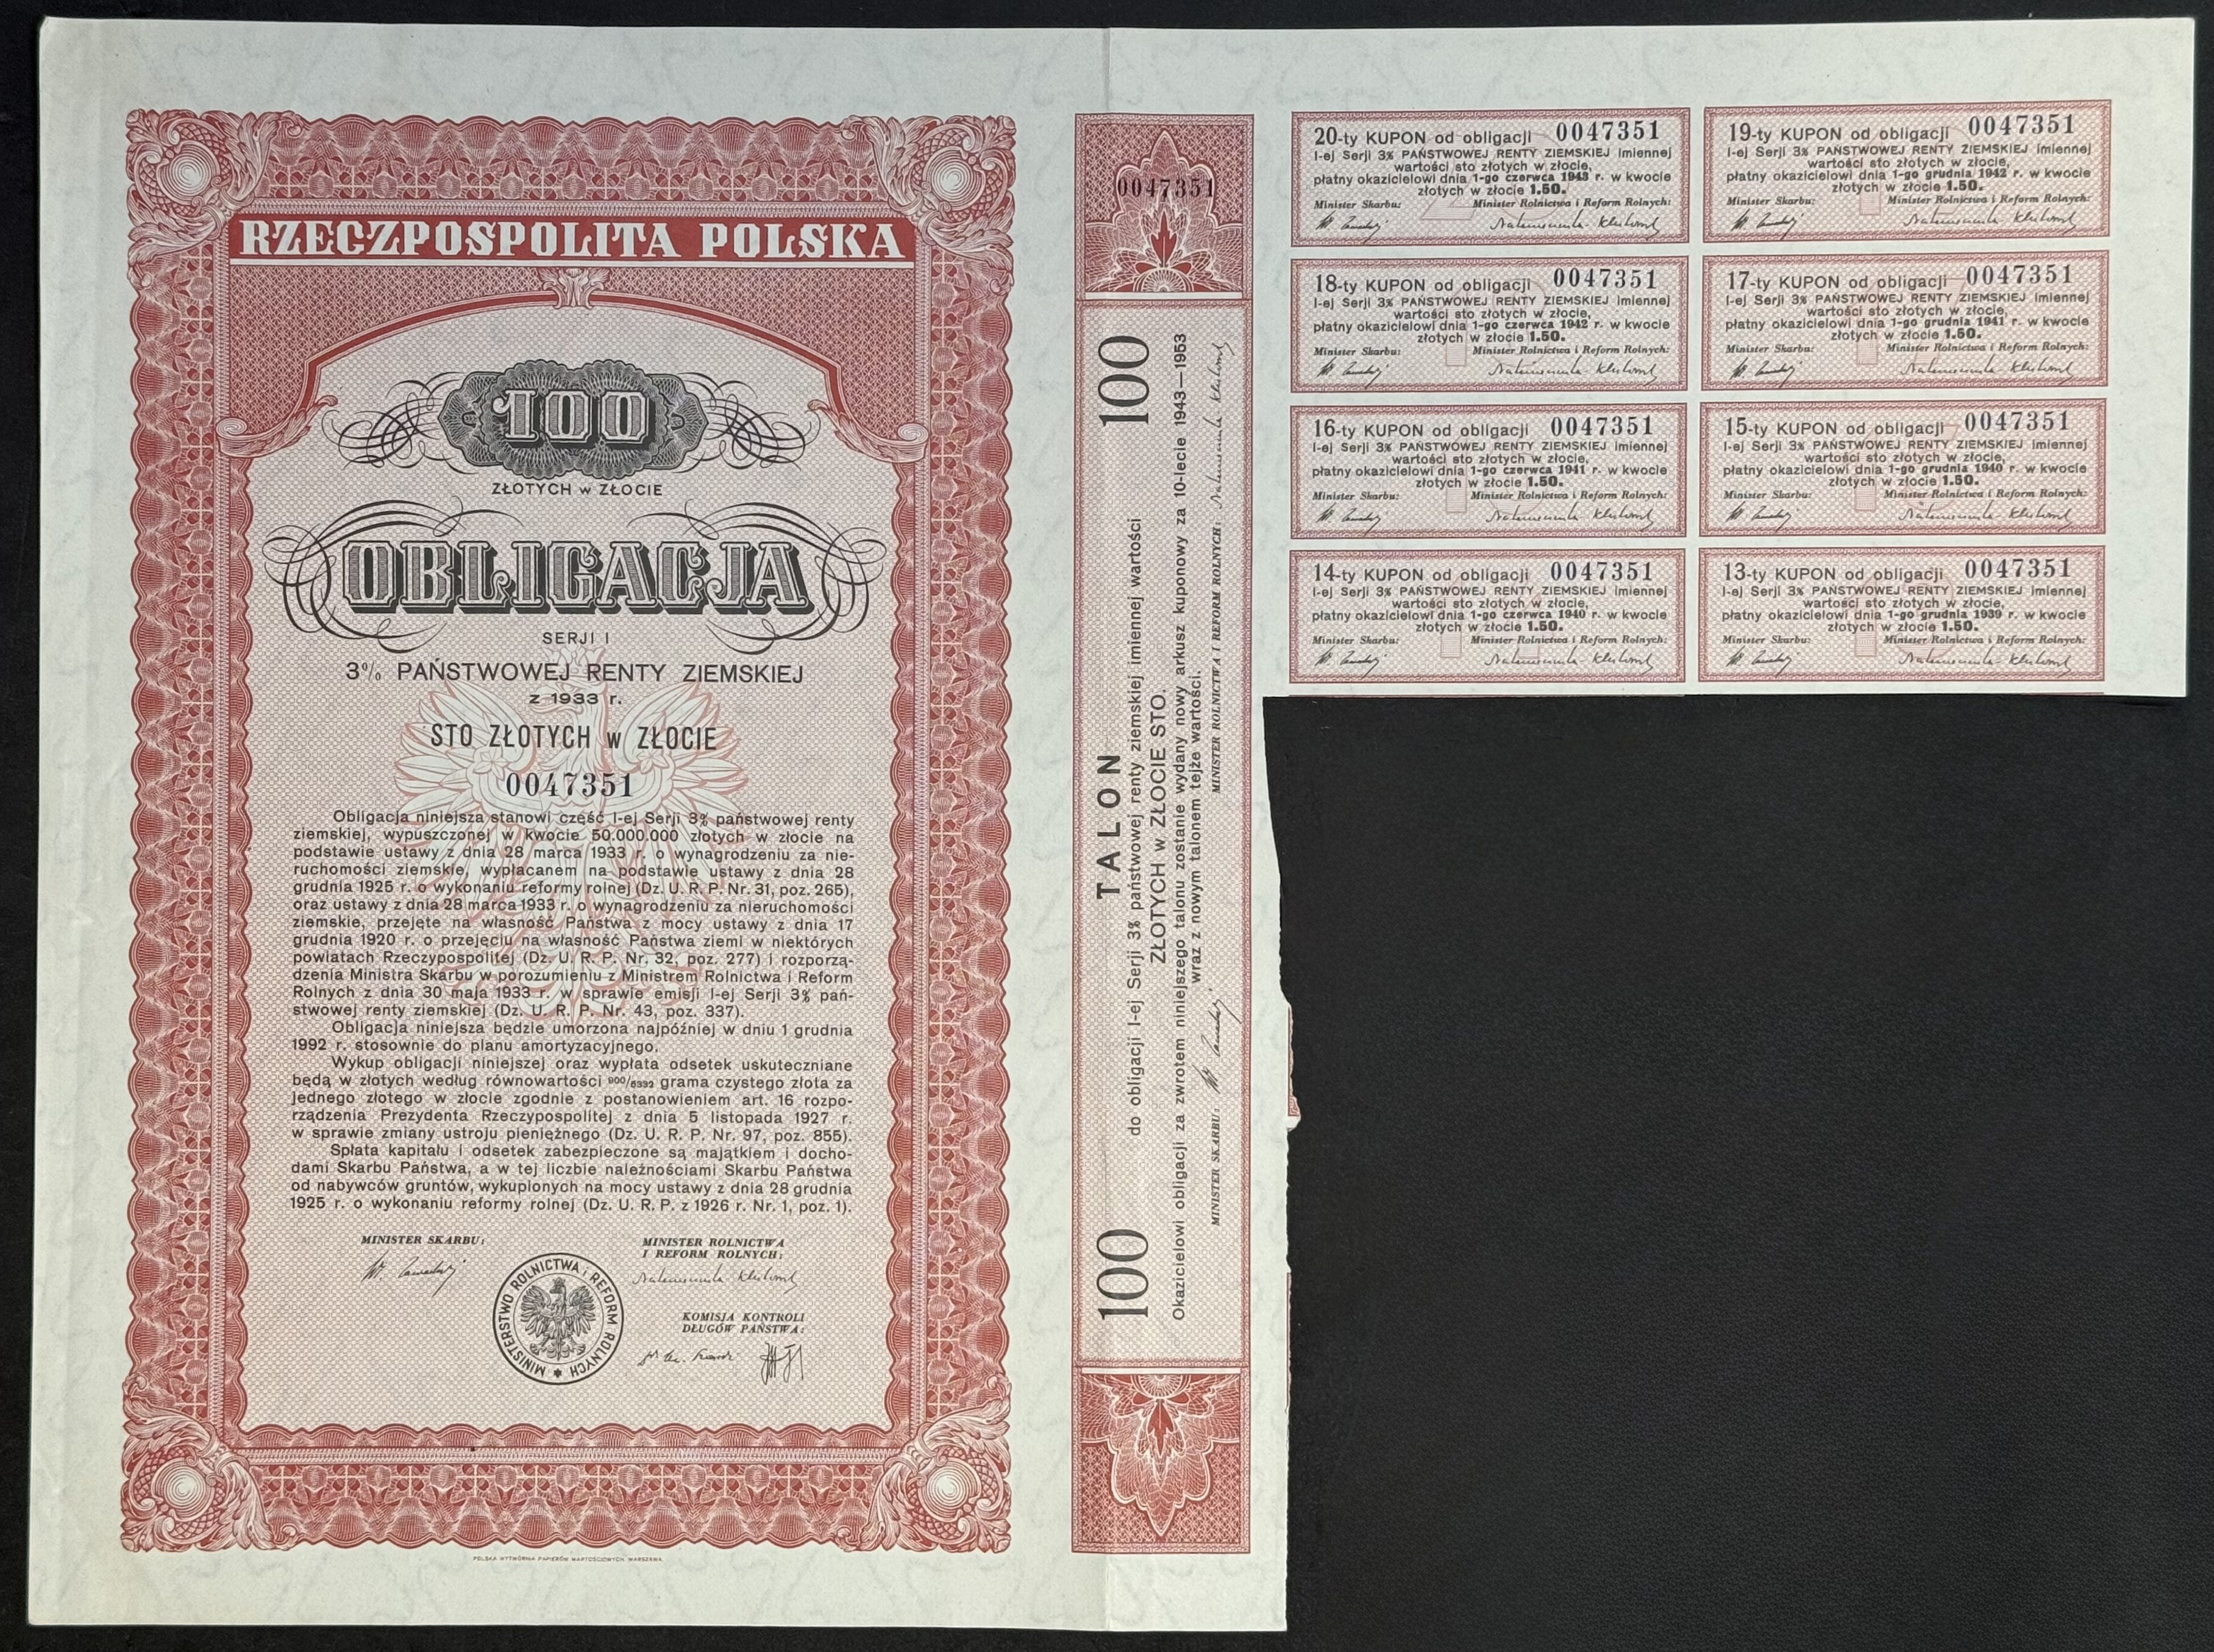 RZECZPOSPOLITA POLSKA
100
ZŁOTYCH w ZŁOCIE
OBLIGACJA
SERJI I
3% PAŃSTWOWEJ RENTY ZIEMSKIEJ
z 1933 r.
STO ZŁOTYCH w ZŁOCIE
0047351
Obligacja niniejsza stanowi część I-ej Serji 3% państwowej renty
ziemskiej, wypuszczonej w kwocie 50.000.000 złotych w złocie na
podstawie ustawy z dnia 28 marca 1933 r. o wynagrodzeniu za nie-
ruchomości ziemskie, wypłacanem na podstawie ustawy z dnia 28
grudnia 1925 r. o wykonaniu reformy rolnej (Dz. U. R. P. Nr. 31, poz. 265),
oraz ustawy z dnia 28 marca 1933 r. o wynagrodzeniu za nieruchomości
ziemskie, przejęte na własność Państwa z mocy ustawy z dnia 17
grudnia 1920 r. o przejęciu na własność Państwa ziemi w niektórych
powiatach Rzeczypospolitej (Dz. U. R. P. Nr. 32, poz. 277) i rozporzą-
dzenia Ministra Skarbu w porozumieniu z Ministrem Rolnictwa i Reform
Rolnych z dnia 30 maja 1933 r. w sprawie emisji I-ej Serji 3% pań-
stwowej renty ziemskiej (Dz. U. R. P. Nr. 43, poz. 337).
Obligacja niniejsza będzie umorzona najpóźniej w dniu 1 grudnia
1992 r. stosownie do planu amortyzacyjnego.
Wykup obligacji niniejszej oraz wypłata odsetek uskuteczniane
będą w złotych według równowartości 900/5332 grama czystego złota za
jednego złotego w złocie zgodnie z postanowieniem art. 16 rozpo-
rządzenia Prezydenta Rzeczypospolitej z dnia 5 listopada 1927 r.
w sprawie zmiany ustroju pieniężnego (Dz. U. R. P. Nr. 97, poz. 855).
Spłata kapitału i odsetek zabezpieczone są majątkiem i docho-
dami Skarbu Państwa, a w tej liczbie należnościami Skarbu Państwa
od nabywców gruntów, wykupionych na mocy ustawy z dnia 28 grudnia
1925 r. o wykonaniu reformy rolnej (Dz. U. R. P. z 1926 r. Nr. 1, poz. 1).
MINISTER SKARBU:
MINISTER ROLNICTWA
I REFORM ROLNYCH:
MINISTERSTWO ROLNICTWA i REFORM ROLNYCH
KOMISJA KONTROLI
DŁUGÓW PAŃSTWA:
POLSKA WYTWÓRNIA PAPIERÓW WARTOŚCIOWYCH WARSZAWA
0047351
100 TALON 100
do obligacji I-ej Serji 3% państwowej renty ziemskiej imiennej wartości
ZŁOTYCH w ZŁOCIE STO.
Okazicielowi obligacji za zwrotem niniejszego talonu zostanie wydany nowy arkusz kuponowy za 10-lecie 1943—1953
wraz z nowym talonem tejże wartości.
MINISTER SKARBU: MINISTER ROLNICTWA I REFORM ROLNYCH:
20-ty KUPON od obligacji 0047351
I-ej Serji 3% PAŃSTWOWEJ RENTY ZIEMSKIEJ imiennej
wartości sto złotych w złocie,
płatny okazicielowi dnia 1-go czerwca 1943 r. w kwocie
złotych w złocie 1.50.
Minister Skarbu: Minister Rolnictwa i Reform Rolnych:
19-ty KUPON od obligacji 0047351
I-ej Serji 3% PAŃSTWOWEJ RENTY ZIEMSKIEJ imiennej
wartości sto złotych w złocie,
płatny okazicielowi dnia 1-go grudnia 1942 r. w kwocie
złotych w złocie 1.50.
Minister Skarbu: Minister Rolnictwa i Reform Rolnych:
18-ty KUPON od obligacji 0047351
I-ej Serji 3% PAŃSTWOWEJ RENTY ZIEMSKIEJ imiennej
wartości sto złotych w złocie,
płatny okazicielowi dnia 1-go czerwca 1942 r. w kwocie
złotych w złocie 1.50.
Minister Skarbu: Minister Rolnictwa i Reform Rolnych:
17-ty KUPON od obligacji 0047351
I-ej Serji 3% PAŃSTWOWEJ RENTY ZIEMSKIEJ imiennej
wartości sto złotych w złocie,
płatny okazicielowi dnia 1-go grudnia 1941 r. w kwocie
złotych w złocie 1.50.
Minister Skarbu: Minister Rolnictwa i Reform Rolnych:
16-ty KUPON od obligacji 0047351
I-ej Serji 3% PAŃSTWOWEJ RENTY ZIEMSKIEJ imiennej
wartości sto złotych w złocie,
płatny okazicielowi dnia 1-go czerwca 1941 r. w kwocie
złotych w złocie 1.50.
Minister Skarbu: Minister Rolnictwa i Reform Rolnych:
15-ty KUPON od obligacji 0047351
I-ej Serji 3% PAŃSTWOWEJ RENTY ZIEMSKIEJ imiennej
wartości sto złotych w złocie,
płatny okazicielowi dnia 1-go grudnia 1940 r. w kwocie
złotych w złocie 1.50.
Minister Skarbu: Minister Rolnictwa i Reform Rolnych:
14-ty KUPON od obligacji 0047351
I-ej Serji 3% PAŃSTWOWEJ RENTY ZIEMSKIEJ imiennej
wartości sto złotych w złocie,
płatny okazicielowi dnia 1-go czerwca 1940 r. w kwocie
złotych w złocie 1.50.
Minister Skarbu: Minister Rolnictwa i Reform Rolnych:
13-ty KUPON od obligacji 0047351
I-ej Serji 3% PAŃSTWOWEJ RENTY ZIEMSKIEJ imiennej
wartości sto złotych w złocie,
płatny okazicielowi dnia 1-go grudnia 1939 r. w kwocie
złotych w złocie 1.50.
Minister Skarbu: Minister Rolnictwa i Reform Rolnych: